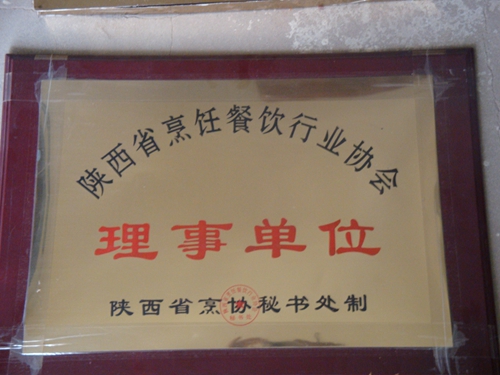 陕西省烹饪餐饮行业协会
理事单位
陕西省烹协秘书处制